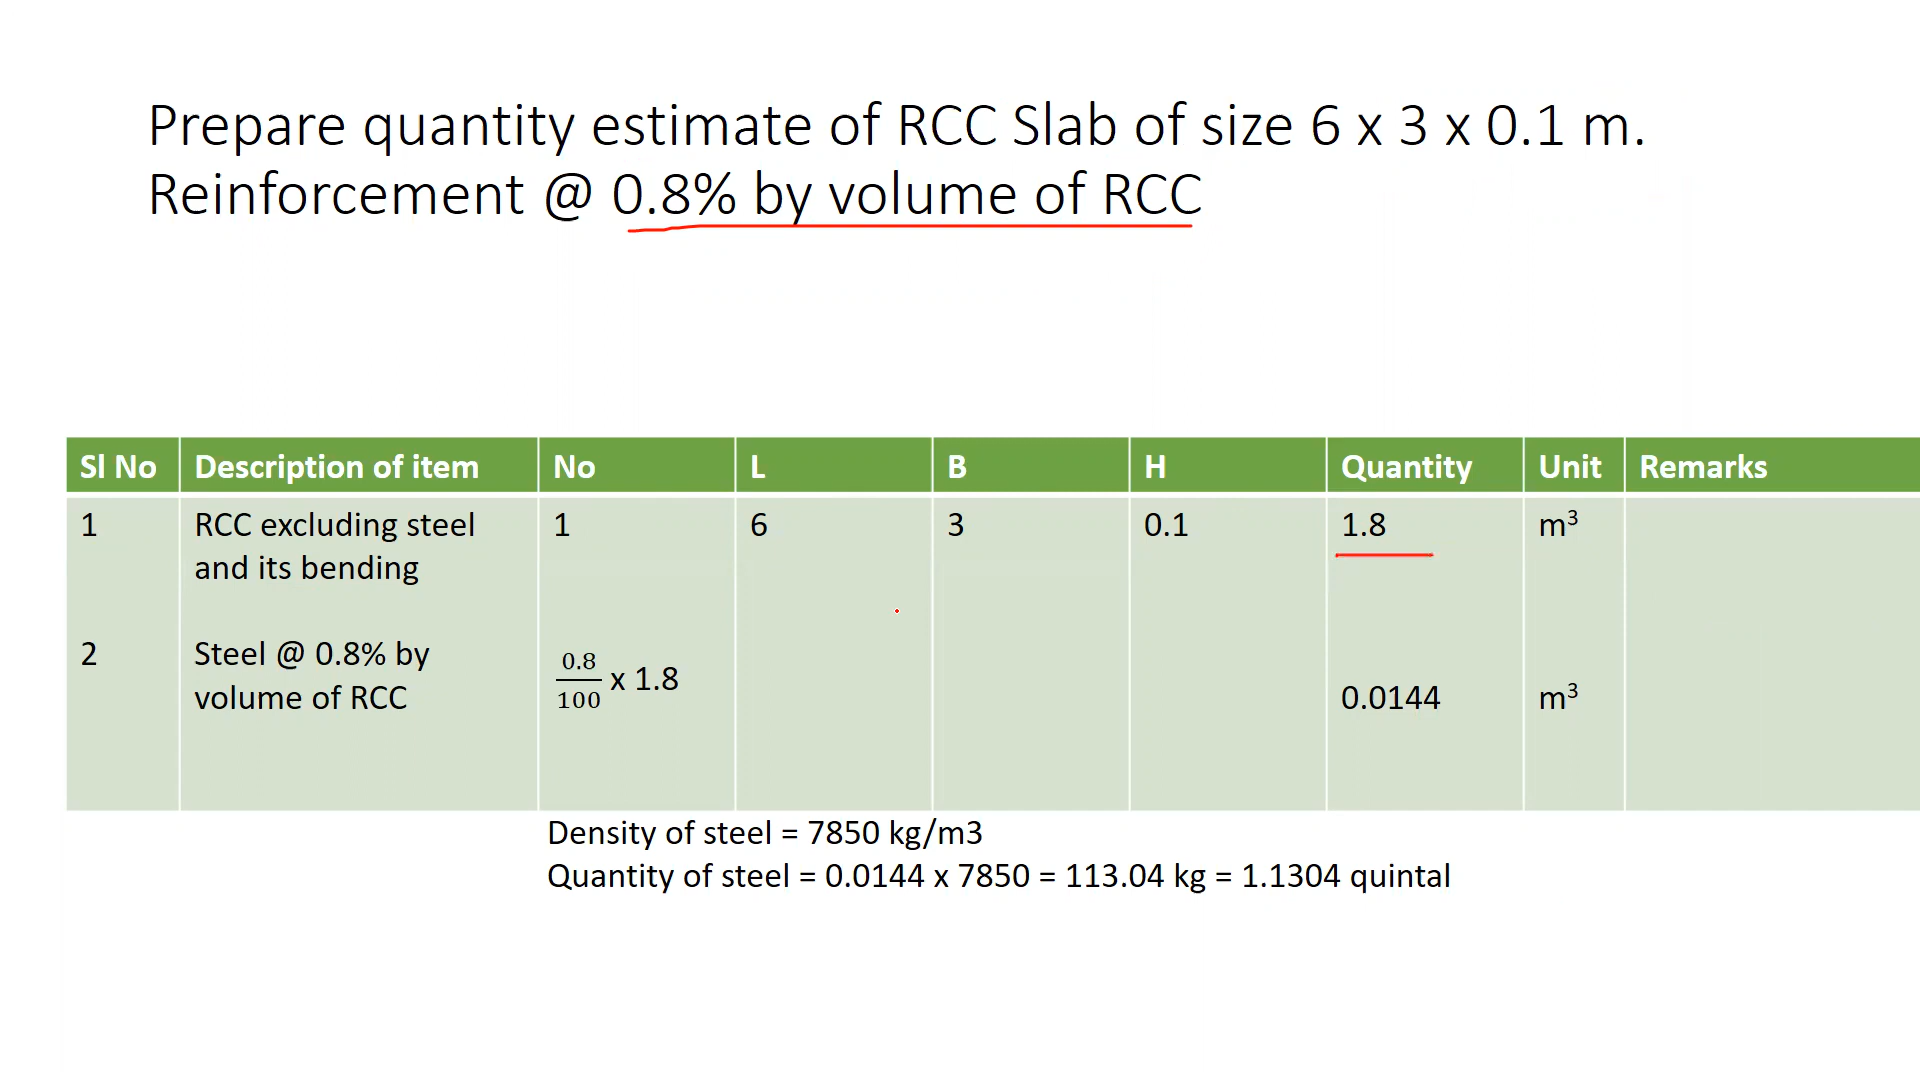 Prepare quantity estimate of RCC Slab of size 6 x 3 x 0.1 m.
Reinforcement @ 0.8% by volume of RCC
Sl No Description of item No L B H Quantity Unit Remarks
1 RCC excluding steel 1 6 3 0.1 1.8 m³
and its bending
2 Steel @ 0.8% by 0.8/100 x 1.8
volume of RCC 0.0144 m³
Density of steel = 7850 kg/m3
Quantity of steel = 0.0144 x 7850 = 113.04 kg = 1.1304 quintal